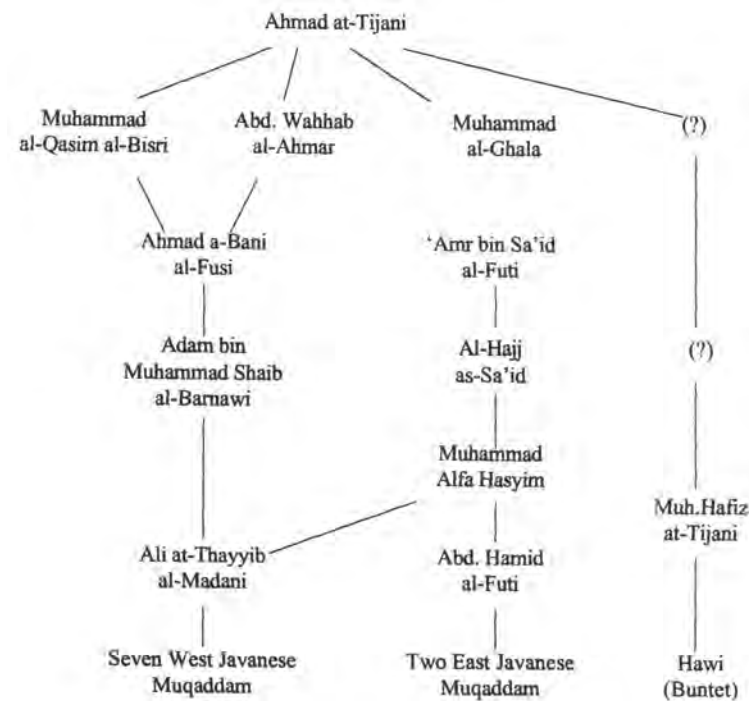 Ahmad at-Tijani
Muhammad
al-Qasim al-Bisri
Abd. Wahhab
al-Ahmar
Muhammad
al-Ghala
(?)
Ahmad a-Bani
al-Fusi
'Amr bin Sa'id
al-Futi
Adam bin
Muhammad Shaib
al-Barnawi
Al-Hajj
as-Sa'id
(?)
Muhammad
Alfa Hasyim
Muh.Hafiz
at-Tijani
Ali at-Thayyib
al-Madani
Abd. Hamid
al-Futi
Seven West Javanese
Muqaddam
Two East Javanese
Muqaddam
Hawi
(Buntet)